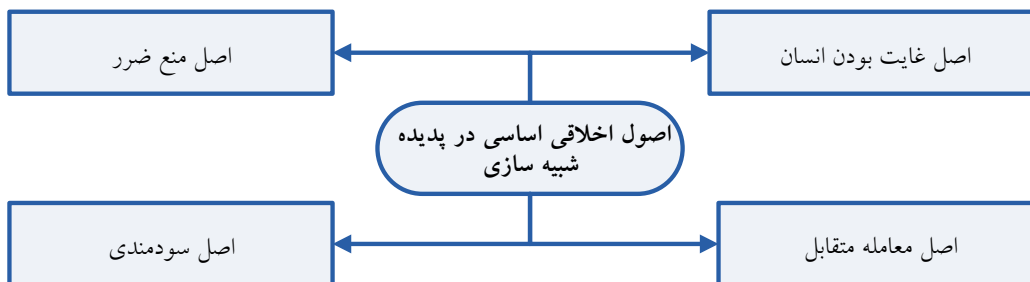 اصل غایت بودن انسان
اصل منع ضرر
اصول اخلاقی اساسی در پدیده
شبیه سازی
اصل معامله متقابل
اصل سودمندی